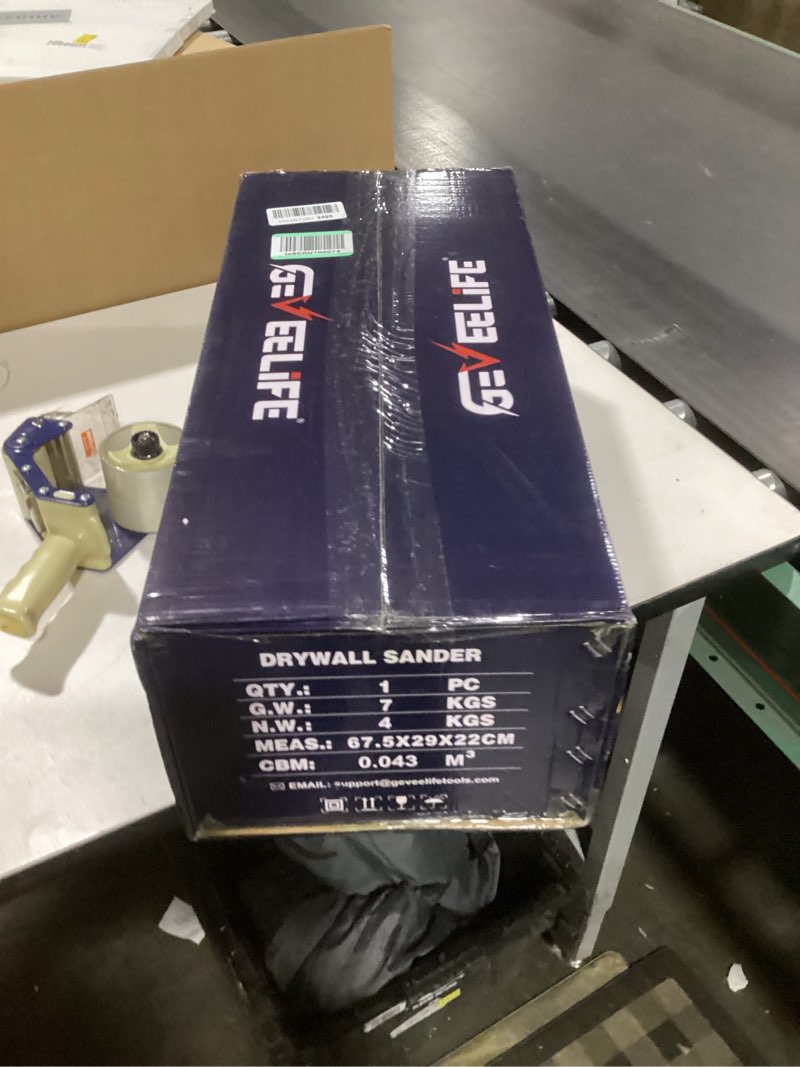 GEVEELIFE®
GEVEELIFE®
DRYWALL SANDER
QTY.: 1 PC
G.W.: 7 KGS
N.W.: 4 KGS
MEAS.: 67.5X29X22CM
CBM: 0.043 M³
EMAIL: support@geveelifetools.com